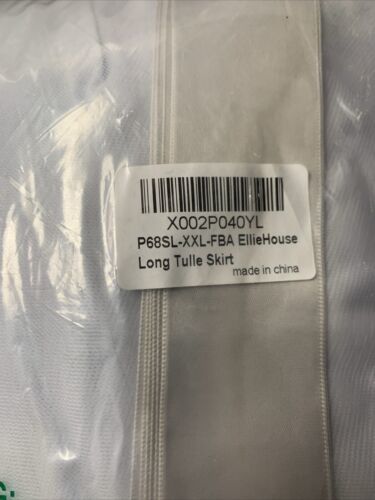 X002P040YL
P68SL-XXL-FBA EllieHouse
Long Tulle Skirt
made in china